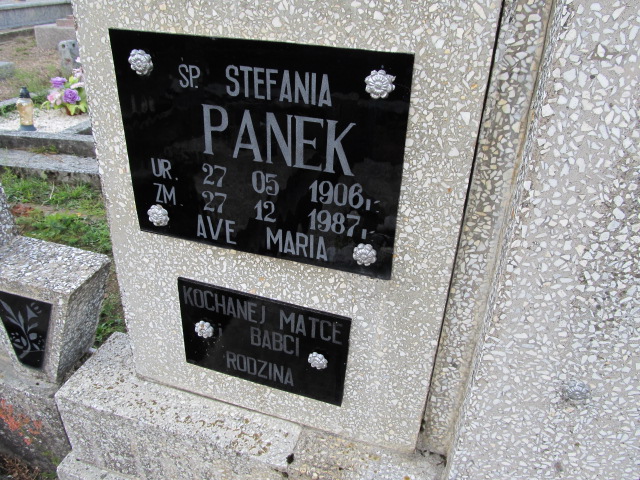 ŚP. STEFANIA
PANEK
UR. 27 05 1906 r.
ZM. 27 12 1987 r.
AVE MARIA
KOCHANEJ MATCE
i BABCI
RODZINA